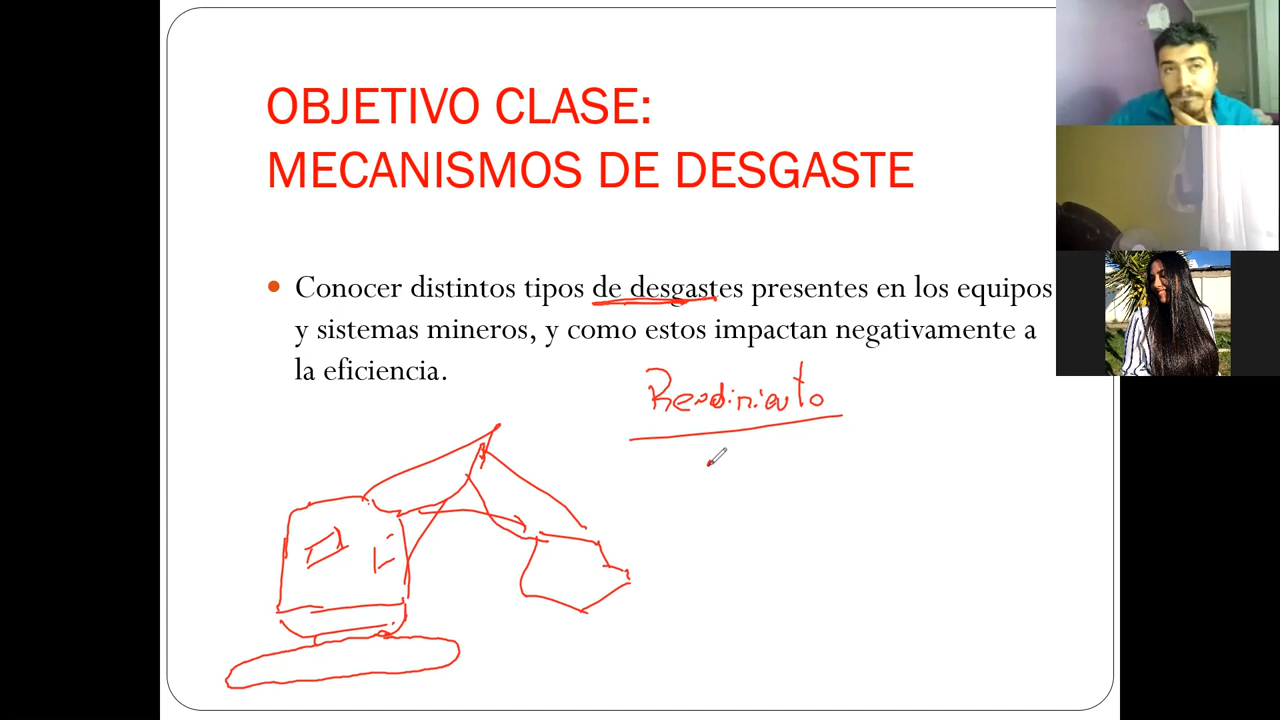 OBJETIVO CLASE:
MECANISMOS DE DESGASTE
Conocer distintos tipos de desgastes presentes en los equipos
y sistemas mineros, y como estos impactan negativamente a
la eficiencia.
Rendimiento